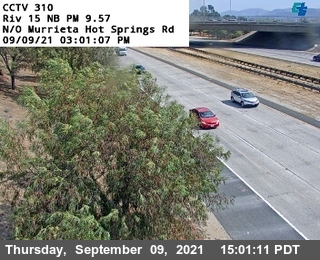 CCTV 310
Riv 15 NB PM 9.57
N/O Murrieta Hot Springs Rd
09/09/21 03:01:07 PM
Thursday, September 09, 2021 15:01:11 PDT